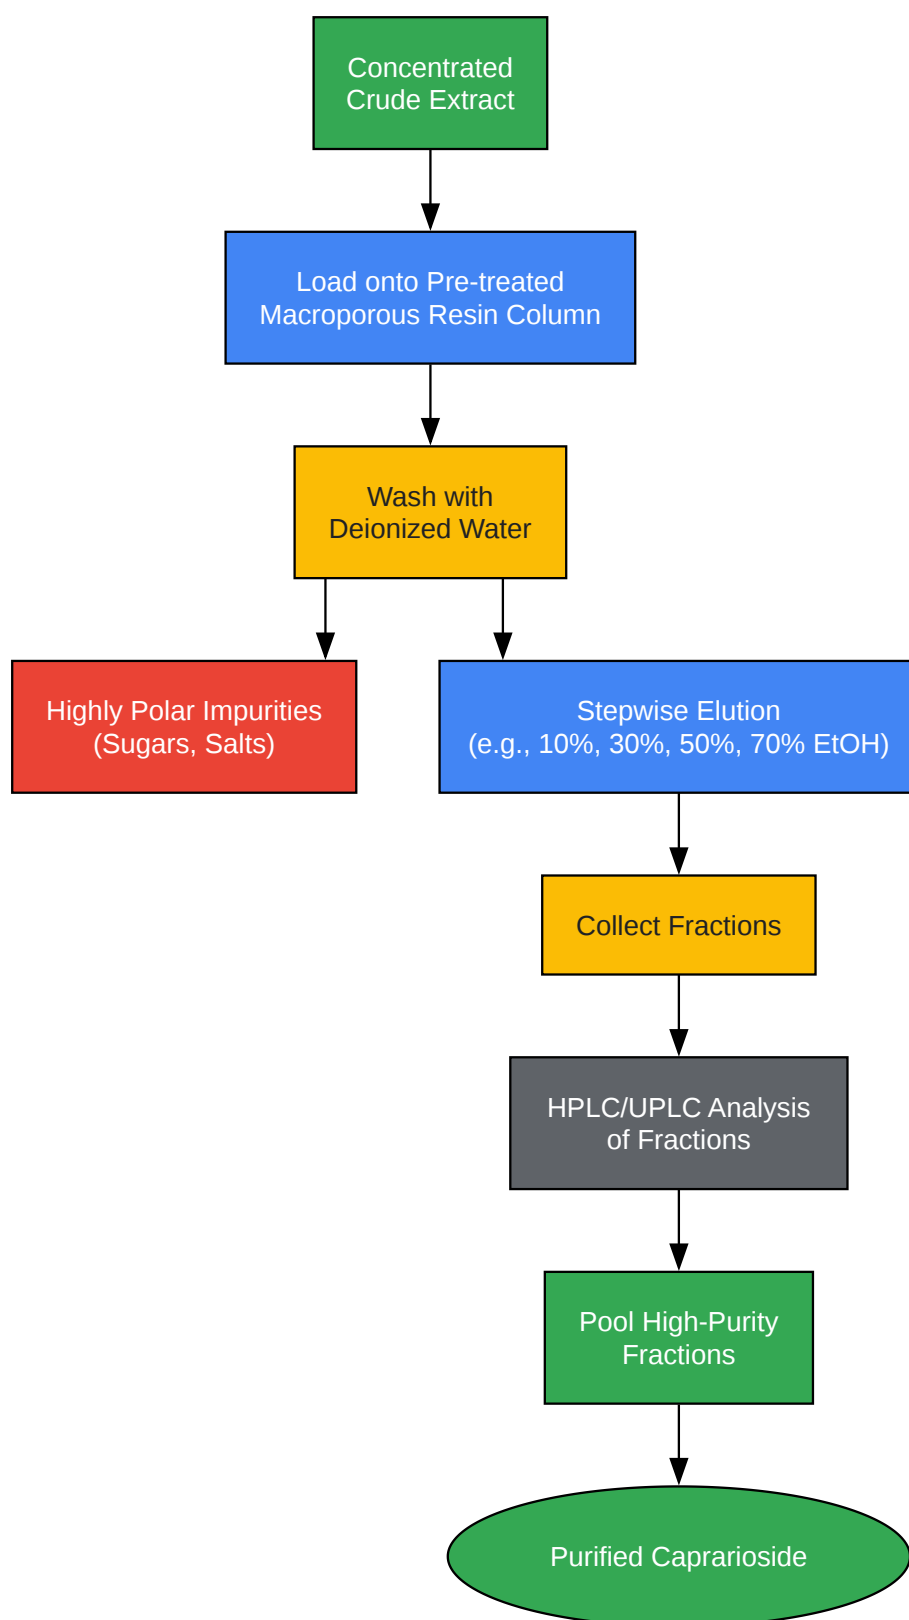 Concentrated
Crude Extract
Load onto Pre-treated
Macroporous Resin Column
Wash with
Deionized Water
Highly Polar Impurities
(Sugars, Salts)
Stepwise Elution
(e.g., 10%, 30%, 50%, 70% EtOH)
Collect Fractions
HPLC/UPLC Analysis
of Fractions
Pool High-Purity
Fractions
Purified Caprarioside